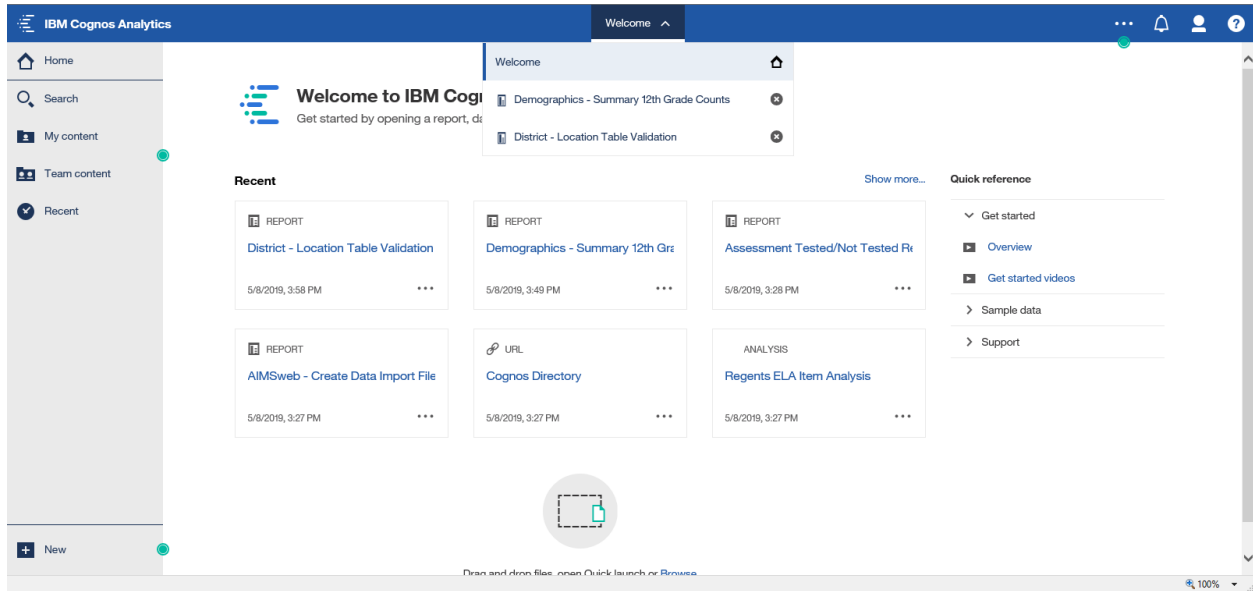 IBM Cognos Analytics
Welcome
Home
Search
My content
Team content
Recent
New
Welcome
Demographics - Summary 12th Grade Counts
District - Location Table Validation
Welcome to IBM Cog
Get started by opening a report, da
Recent
Show more...
REPORT
District - Location Table Validation
5/8/2019, 3:58 PM
REPORT
Demographics - Summary 12th Gra
5/8/2019, 3:49 PM
REPORT
Assessment Tested/Not Tested Re
5/8/2019, 3:28 PM
REPORT
AIMSweb - Create Data Import File
5/8/2019, 3:27 PM
URL
Cognos Directory
5/8/2019, 3:27 PM
ANALYSIS
Regents ELA Item Analysis
5/8/2019, 3:27 PM
Quick reference
Get started
Overview
Get started videos
Sample data
Support
Drag and drop files, open Quick launch or Browse
100%